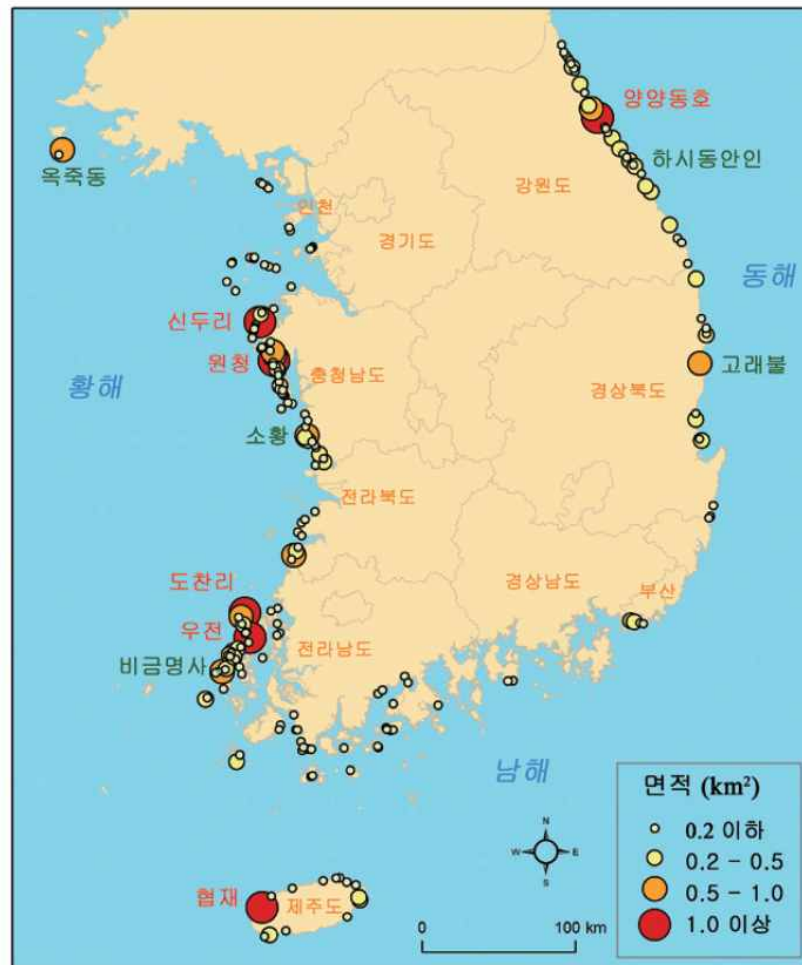 양양동호
옥죽동
하시동안인
강원도
인천
경기도
동해
신두리
원청
황해
충청남도
고래불
경상북도
소황
전라북도
도찬리
경상남도
부산
우전
전라남도
비금명사
남해
면적 (km²)
N
W E
S
0.2 이하
0.2 - 0.5
0.5 - 1.0
1.0 이상
협재
제주도
0 100 km